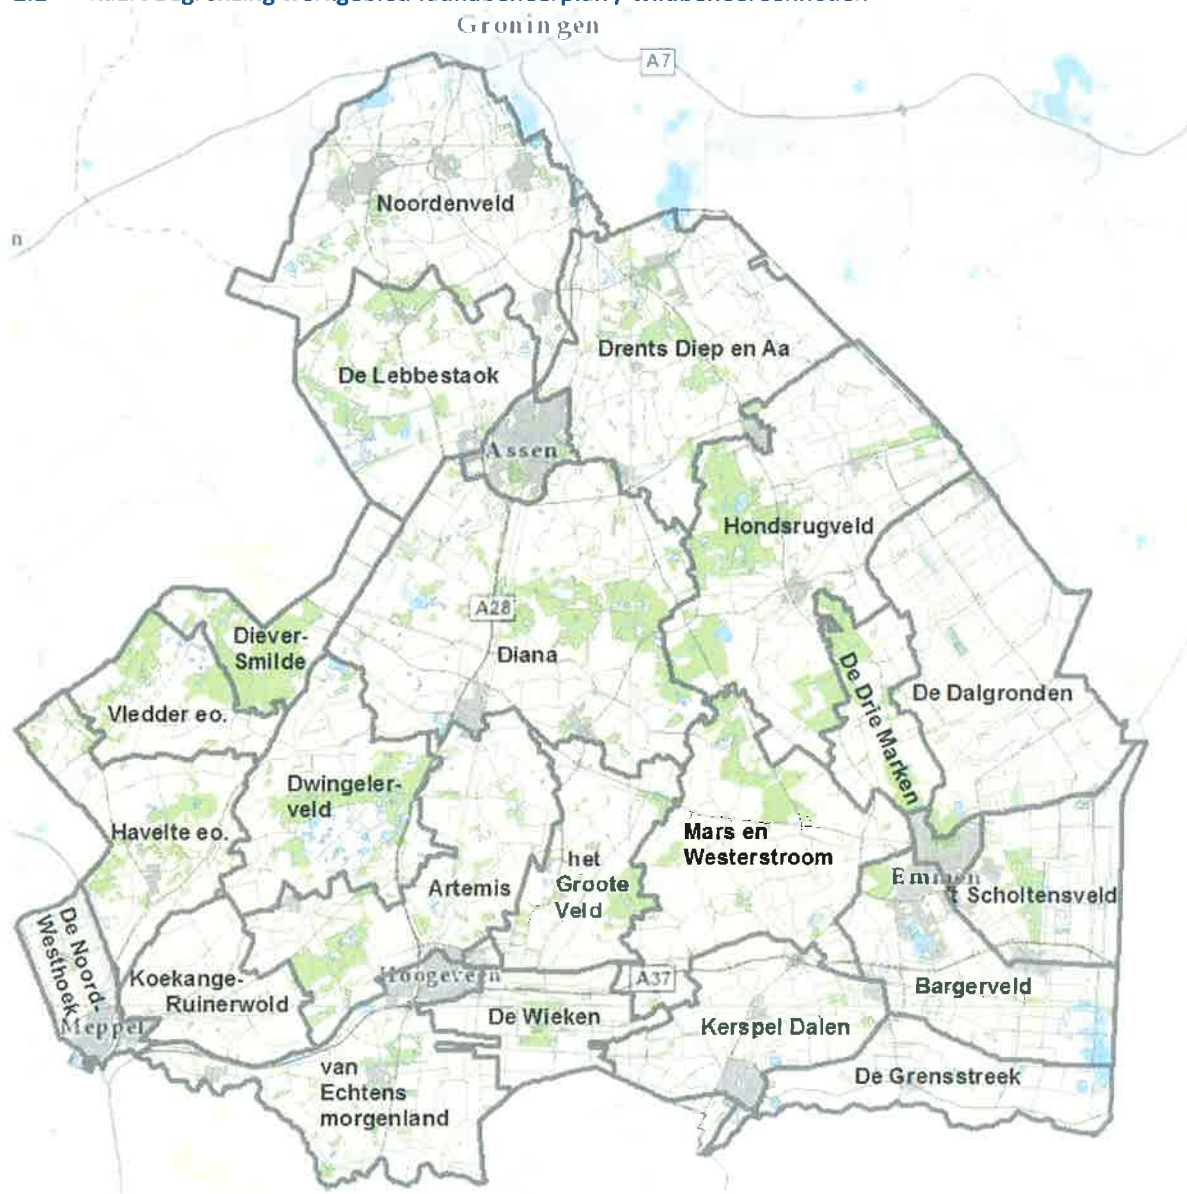 Groningen
A7
n
Noordenveld
Drents Diep en Aa
De Lebbestaok
Assen
Hondsrugveld
A28
Diever-
Smilde
Diana
De Drie Marken
De Dalgronden
Vledder eo.
Dwingeler-
veld
Havelte eo.
Mars en
Westerstroom
het
Groote
Veld
Artemis
Emmen
't Scholtensveld
De Noord-
Westhoek
Koekange-
Ruinerwold
Hoogeveen
A37
Bargerveld
De Wieken
Kerspel Dalen
Meppel
van
Echtens
morgenland
De Grensstreek